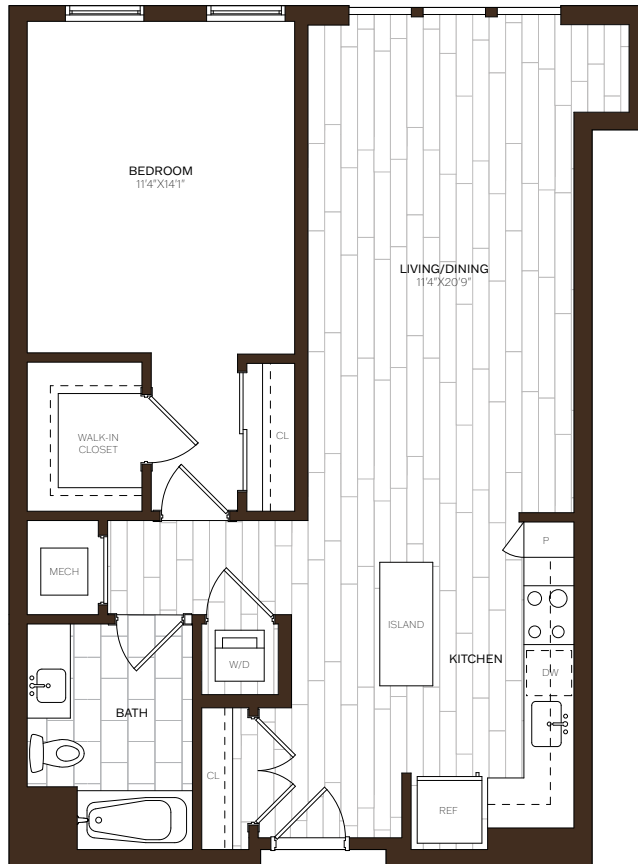 BEDROOM
11'4"X14'1"
LIVING/DINING
11'4"X20'9"
WALK-IN
CLOSET
CL
MECH
P
ISLAND
W/D
KITCHEN
DW
BATH
CL
REF